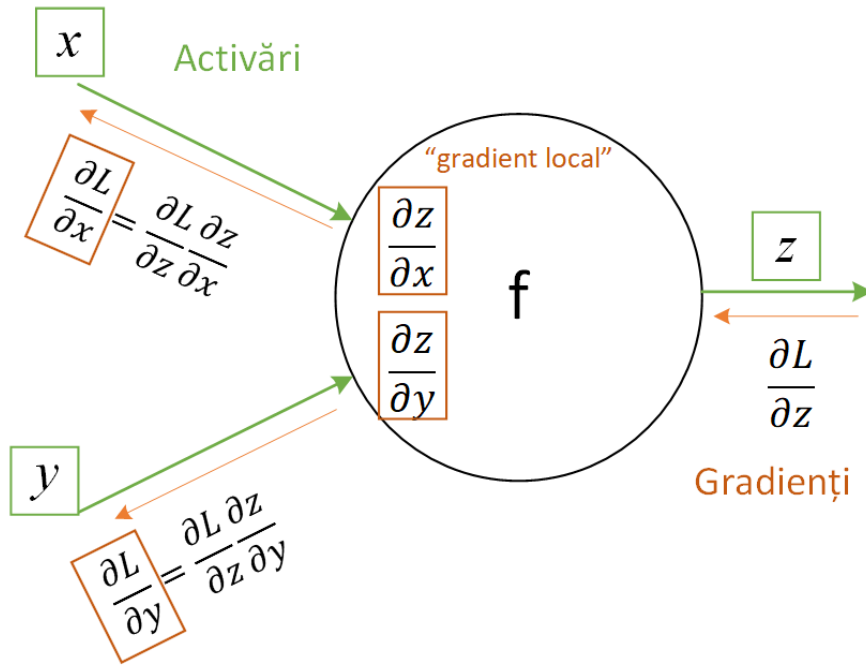 x
Activări
∂L/∂x = ∂L/∂z ∂z/∂x
"gradient local"
∂z/∂x
f
∂z/∂y
z
∂L/∂z
Gradienți
y
∂L/∂y = ∂L/∂z ∂z/∂y